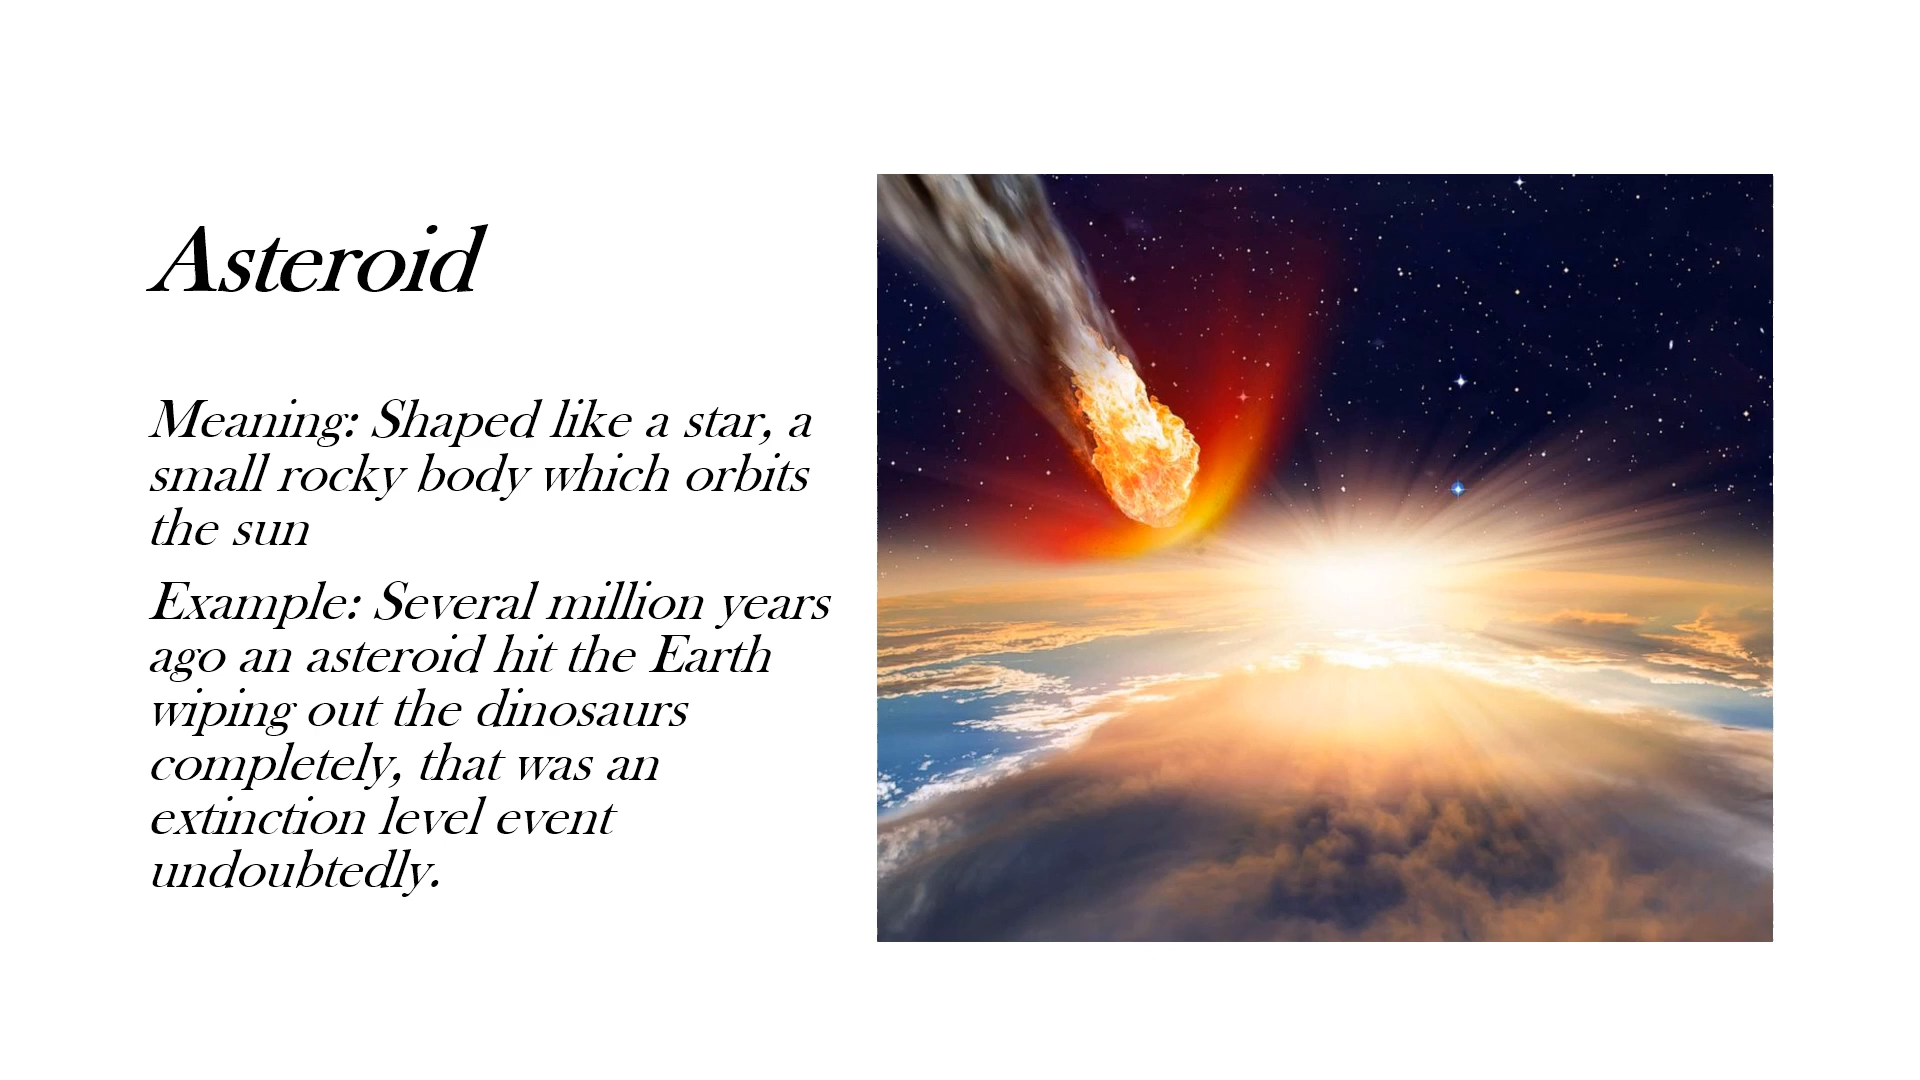 Asteroid
Meaning: Shaped like a star, a
small rocky body which orbits
the sun
Example: Several million years
ago an asteroid hit the Earth
wiping out the dinosaurs
completely, that was an
extinction level event
undoubtedly.